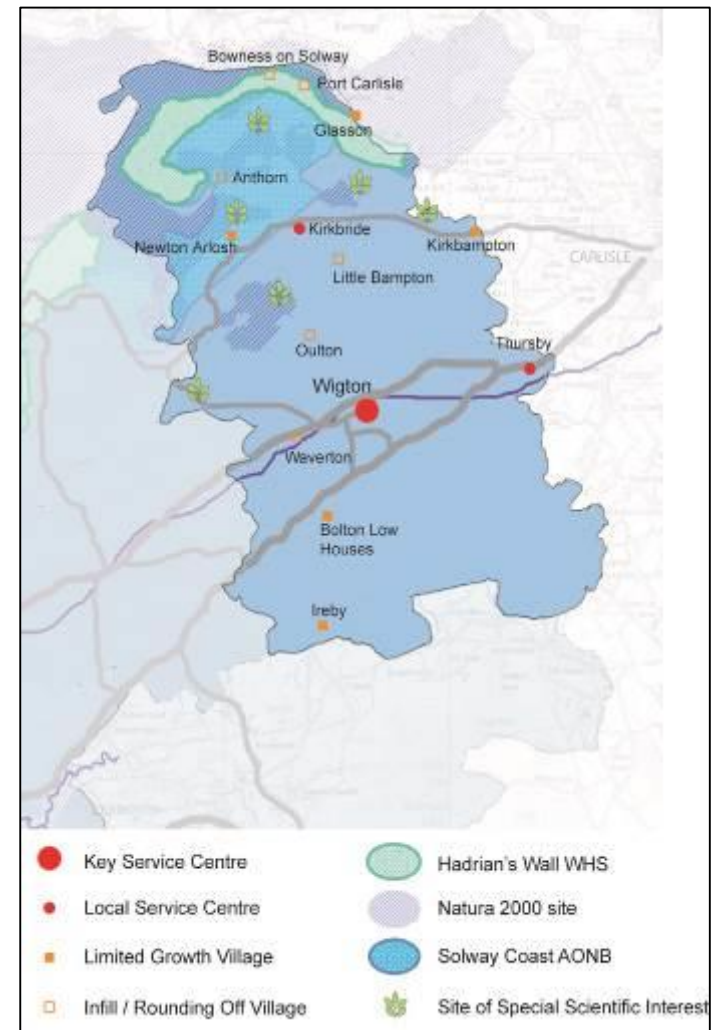 Bowness on Solway
Port Carlisle
Glasson
Anthorn
Newton Arlosh
Kirkbride
Kirkbampton
CARLISLE
Little Bampton
Oulton
Thursby
Wigton
Waverton
Bolton Low
Houses
Ireby
Key Service Centre
Local Service Centre
Limited Growth Village
Infill / Rounding Off Village
Hadrian's Wall WHS
Natura 2000 site
Solway Coast AONB
Site of Special Scientific Interest